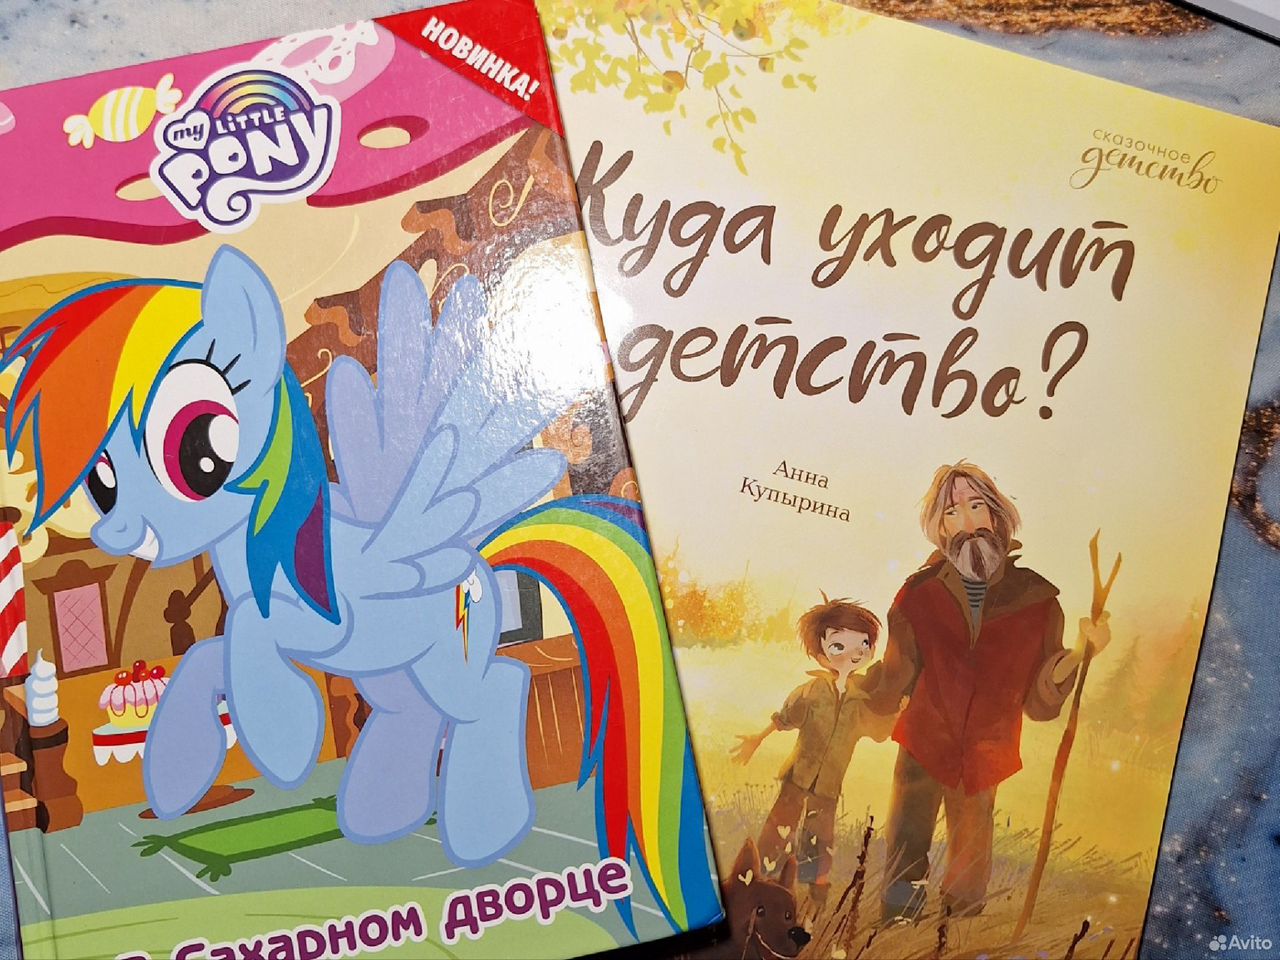 НОВИНКА!
my LITTLE
PONY
В Сахарном дворце
сказочное
детство
Куда уходит
детство?
Анна
Купырина
Avito